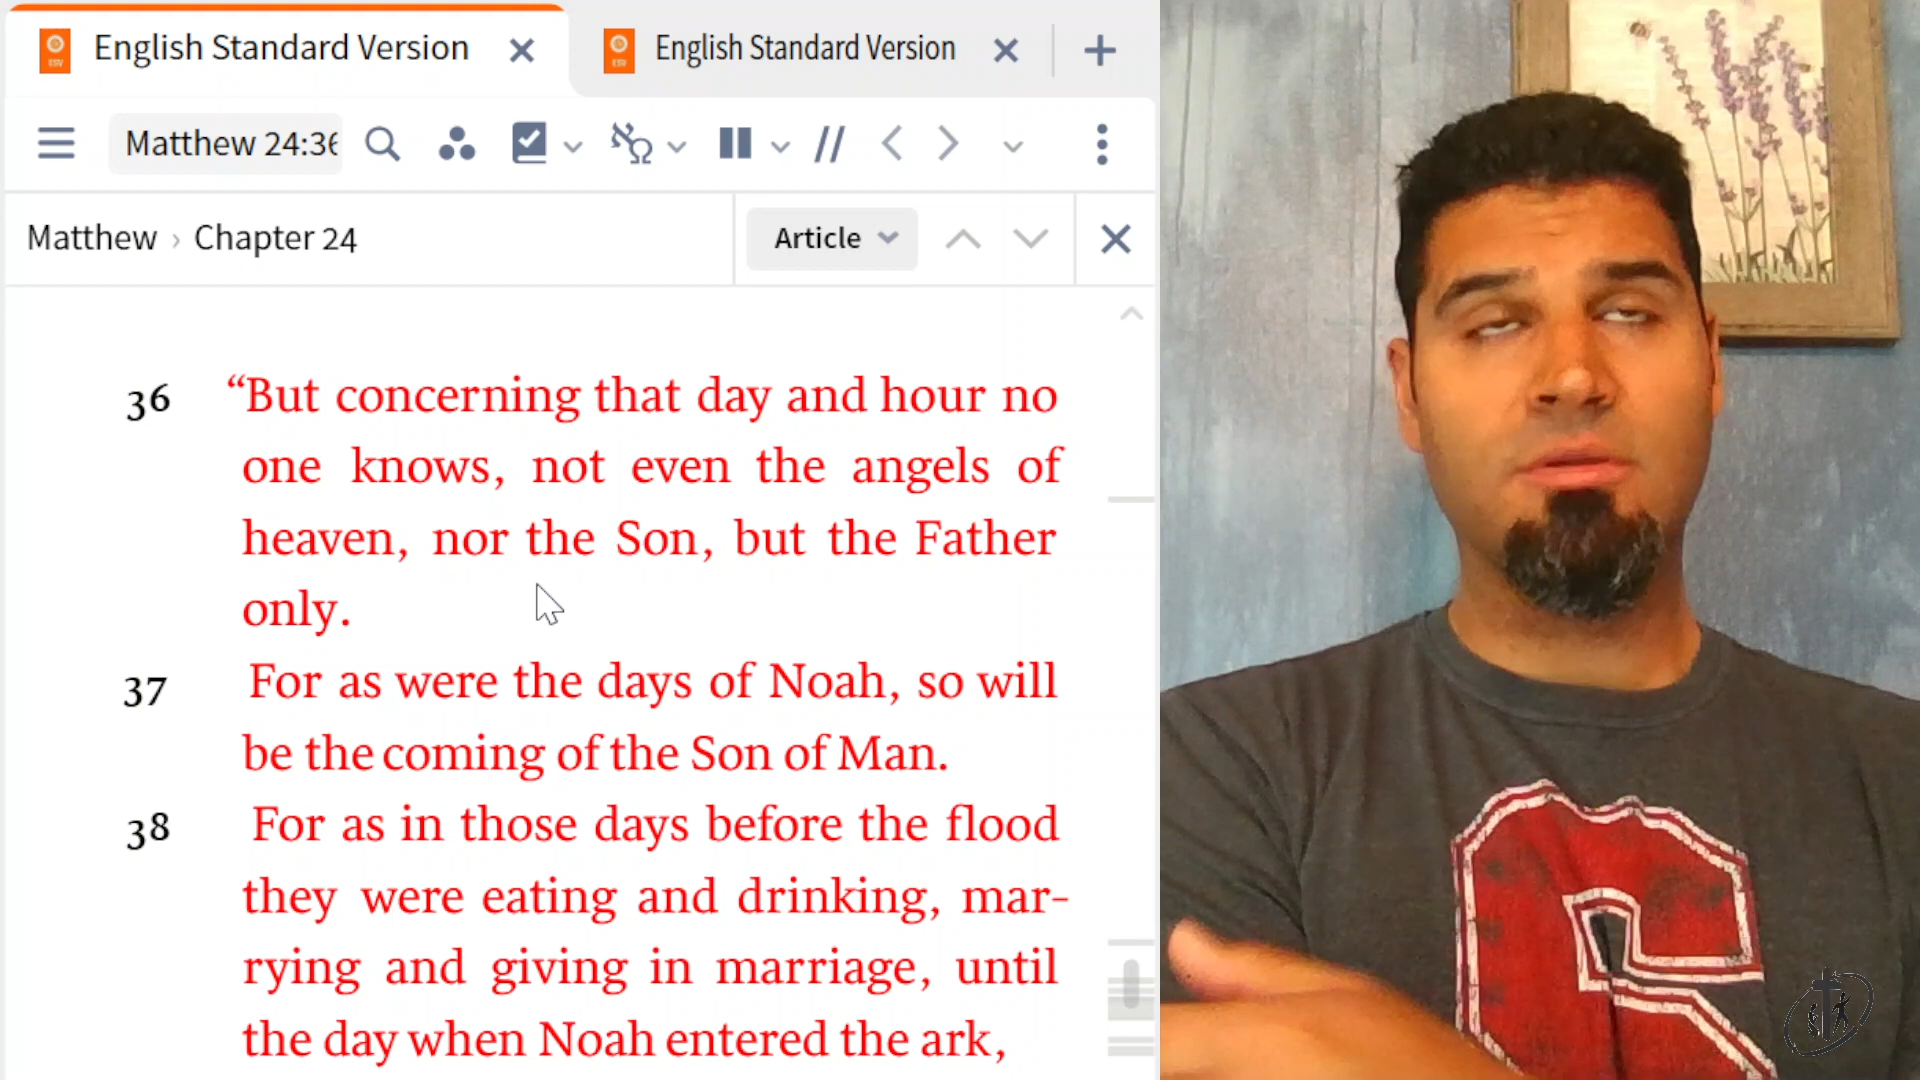 English Standard Version
English Standard Version
Matthew 24:36
Matthew › Chapter 24
Article
36 “But concerning that day and hour no
one knows, not even the angels of
heaven, nor the Son, but the Father
only.
37 For as were the days of Noah, so will
be the coming of the Son of Man.
38 For as in those days before the flood
they were eating and drinking, mar-
rying and giving in marriage, until
the day when Noah entered the ark,